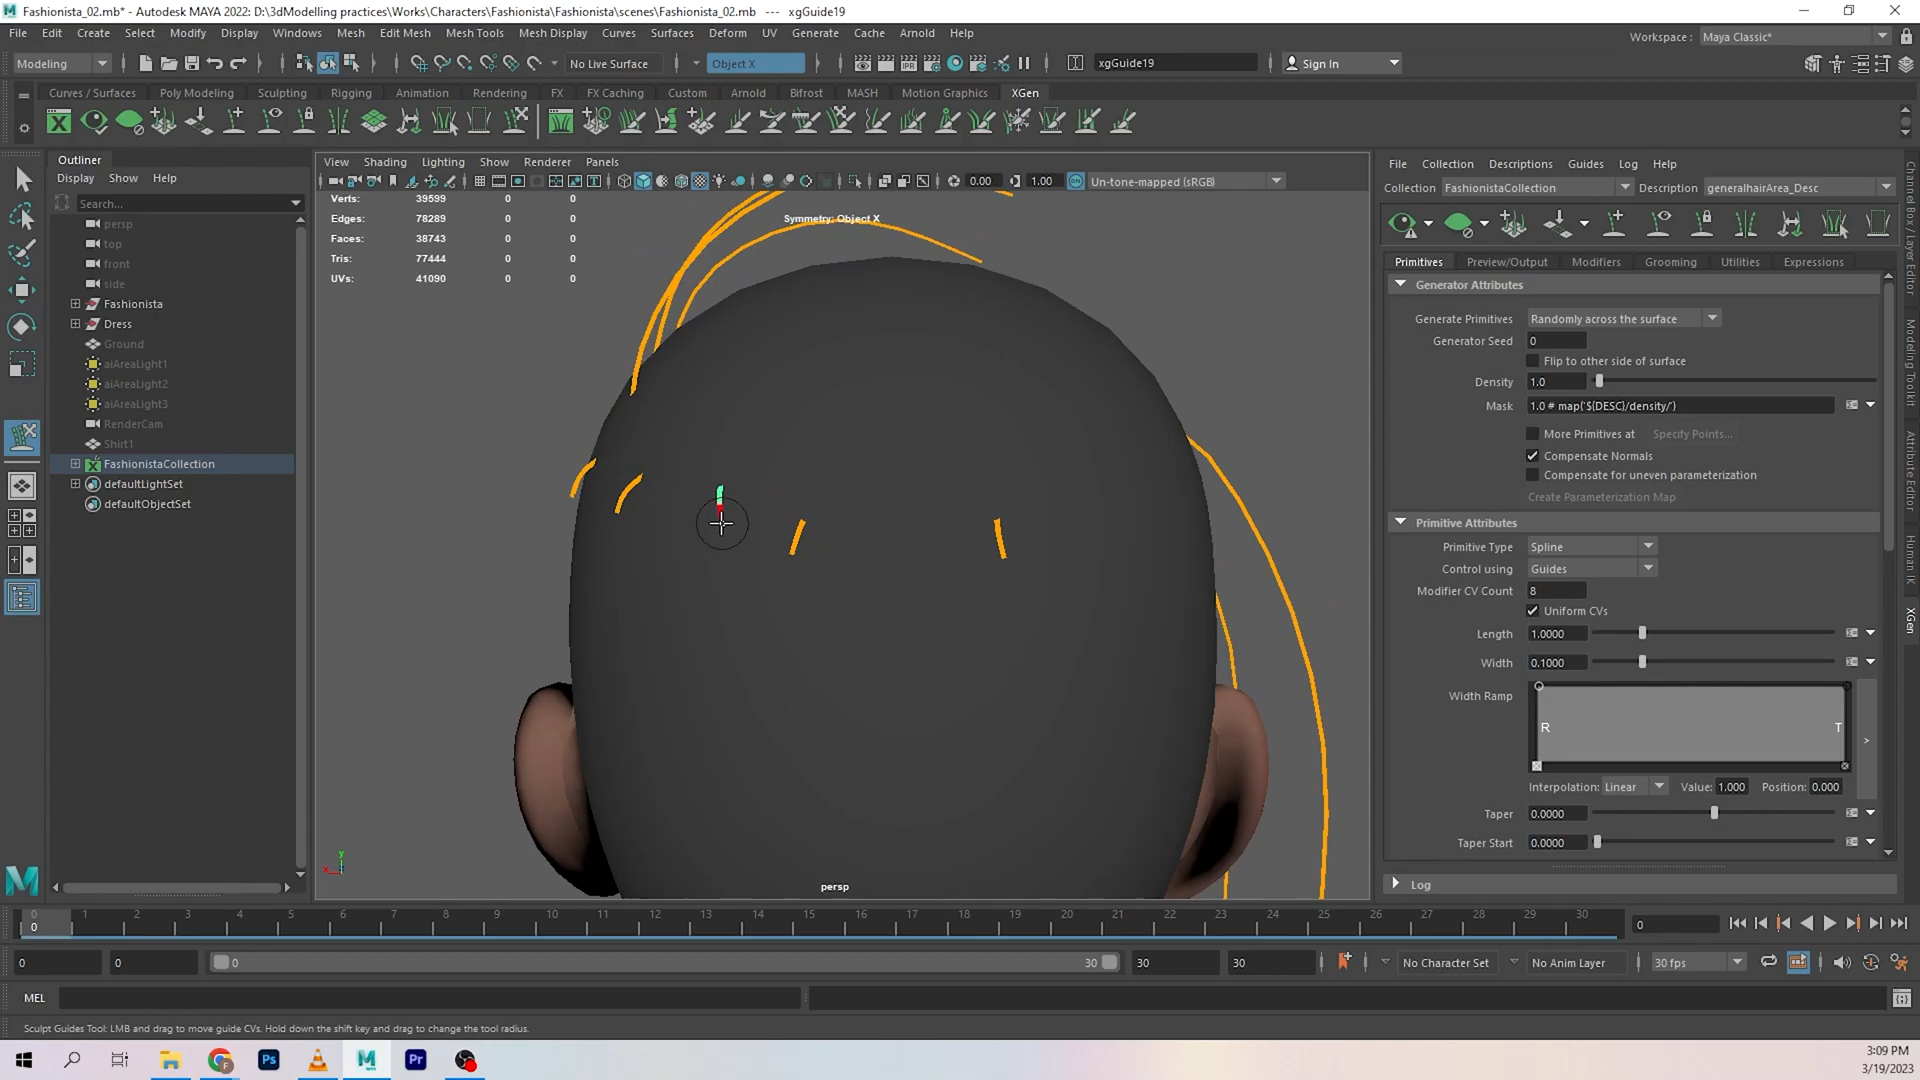 Fashionista_02.mb* - Autodesk MAYA 2022: D:\3dModelling practices\Works\Characters\Fashionista\Fashionista\scenes\Fashionista_02.mb --- xgGuide19
File Edit Create Select Modify Display Windows Mesh Edit Mesh Mesh Tools Mesh Display Curves Surfaces Deform UV Generate Cache Arnold Help
Workspace : Maya Classic*
Modeling No Live Surface Object X xgGuide19 Sign In
Curves / Surfaces Poly Modeling Sculpting Rigging Animation Rendering FX FX Caching Custom Arnold Bifrost MASH Motion Graphics XGen
Outliner
Display Show Help
Search...
persp
top
front
side
Fashionista
Dress
Ground
aiAreaLight1
aiAreaLight2
aiAreaLight3
RenderCam
Shirt1
FashionistaCollection
defaultLightSet
defaultObjectSet
View Shading Lighting Show Renderer Panels
0.00 1.00 Un-tone-mapped (sRGB)
Verts: 39599 0 0
Edges: 78289 0 0
Faces: 38743 0 0
Tris: 77444 0 0
UVs: 41090 0 0
Symmetry: Object X
persp
File Collection Descriptions Guides Log Help
Collection FashionistaCollection Description generalhairArea_Desc
Primitives Preview/Output Modifiers Grooming Utilities Expressions
Generator Attributes
Generate Primitives Randomly across the surface
Generator Seed 0
Flip to other side of surface
Density 1.0
Mask 1.0 # map('${DESC}/density/')
More Primitives at Specify Points...
Compensate Normals
Compensate for uneven parameterization
Create Parameterization Map
Primitive Attributes
Primitive Type Spline
Control using Guides
Modifier CV Count 8
Uniform CVs
Length 1.0000
Width 0.1000
Width Ramp
R T
>
Interpolation: Linear Value: 1.000 Position: 0.000
Taper 0.0000
Taper Start 0.0000
Log
Channel Box / Layer Editor
Modeling Toolkit
Attribute Editor
Human IK
XGen
0 1 2 3 4 5 6 7 8 9 10 11 12 13 14 15 16 17 18 19 20 21 22 23 24 25 26 27 28 29 30
0 0
0 0 0 30 30 30 No Character Set No Anim Layer 30 fps
MEL
Sculpt Guides Tool: LMB and drag to move guide CVs. Hold down the shift key and drag to change the tool radius.
3:09 PM
3/19/2023